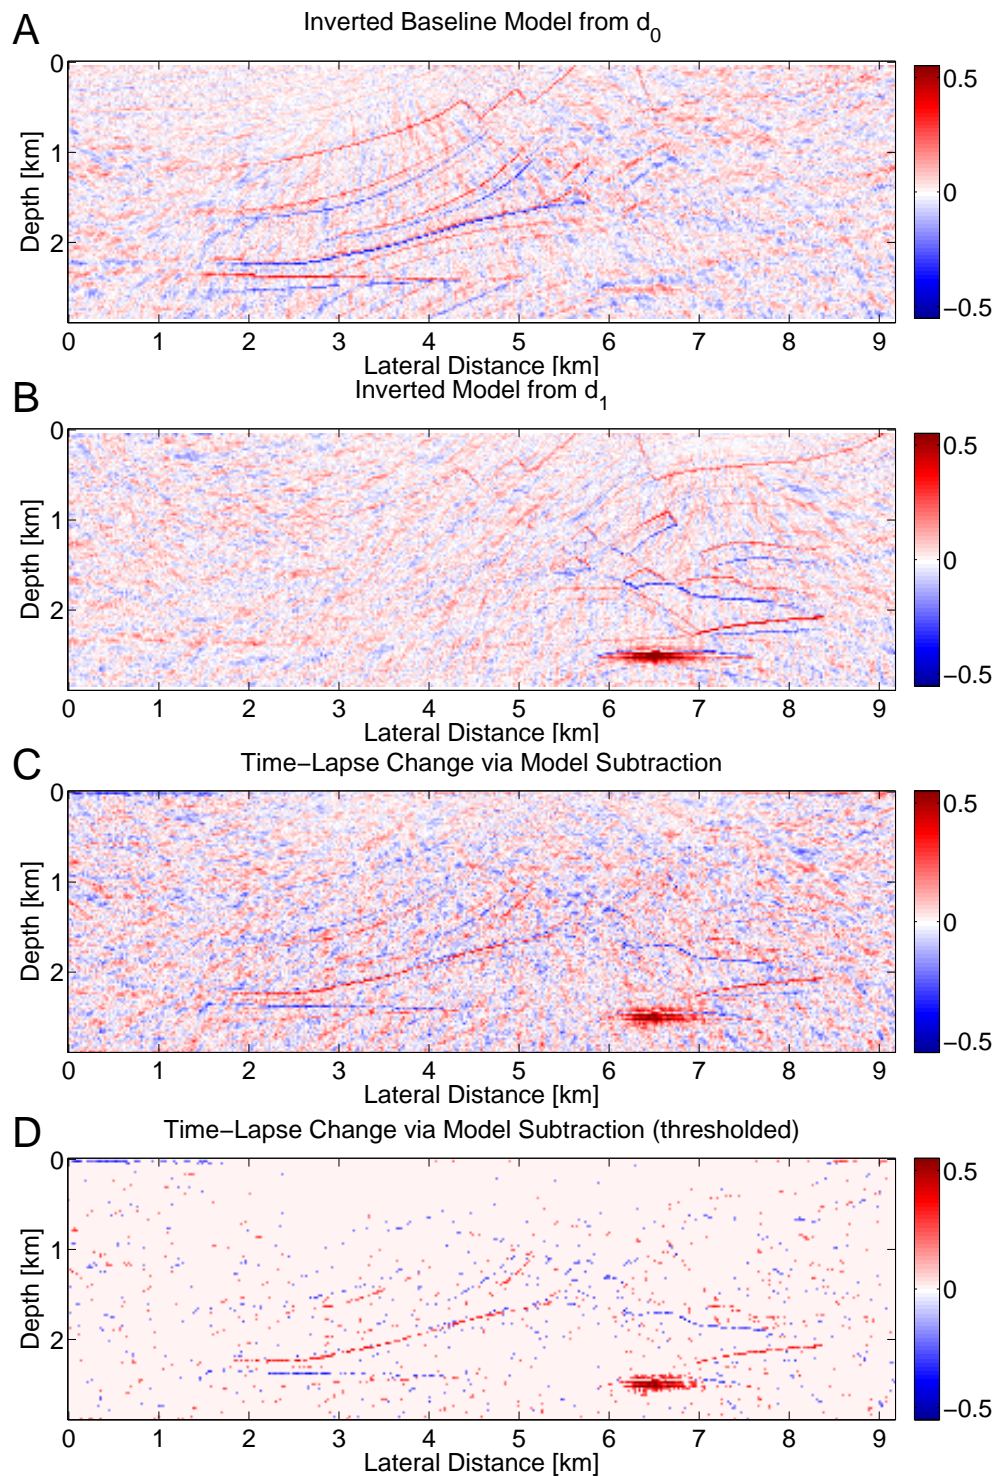 A
Inverted Baseline Model from d0
0
1
2
Depth [km]
0 1 2 3 4 5 6 7 8 9
Lateral Distance [km]
0.5
0
−0.5
B
Inverted Model from d1
0
1
2
Depth [km]
0 1 2 3 4 5 6 7 8 9
Lateral Distance [km]
0.5
0
−0.5
C
Time−Lapse Change via Model Subtraction
0
1
2
Depth [km]
0 1 2 3 4 5 6 7 8 9
Lateral Distance [km]
0.5
0
−0.5
D
Time−Lapse Change via Model Subtraction (thresholded)
0
1
2
Depth [km]
0 1 2 3 4 5 6 7 8 9
Lateral Distance [km]
0.5
0
−0.5